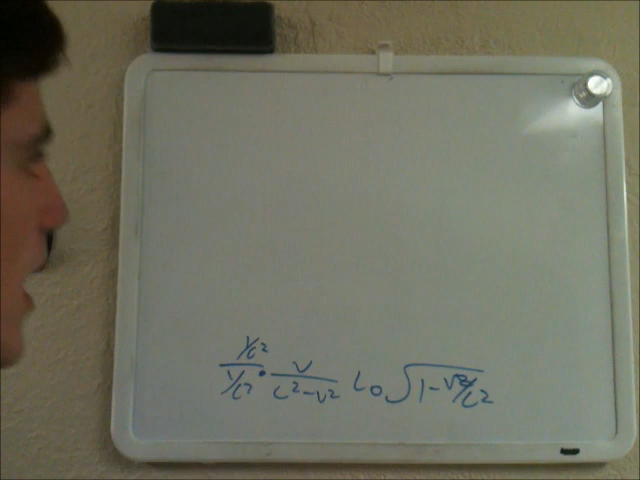 1/c² / 1/c² · v / c²-v² L₀ √1-v²/c²